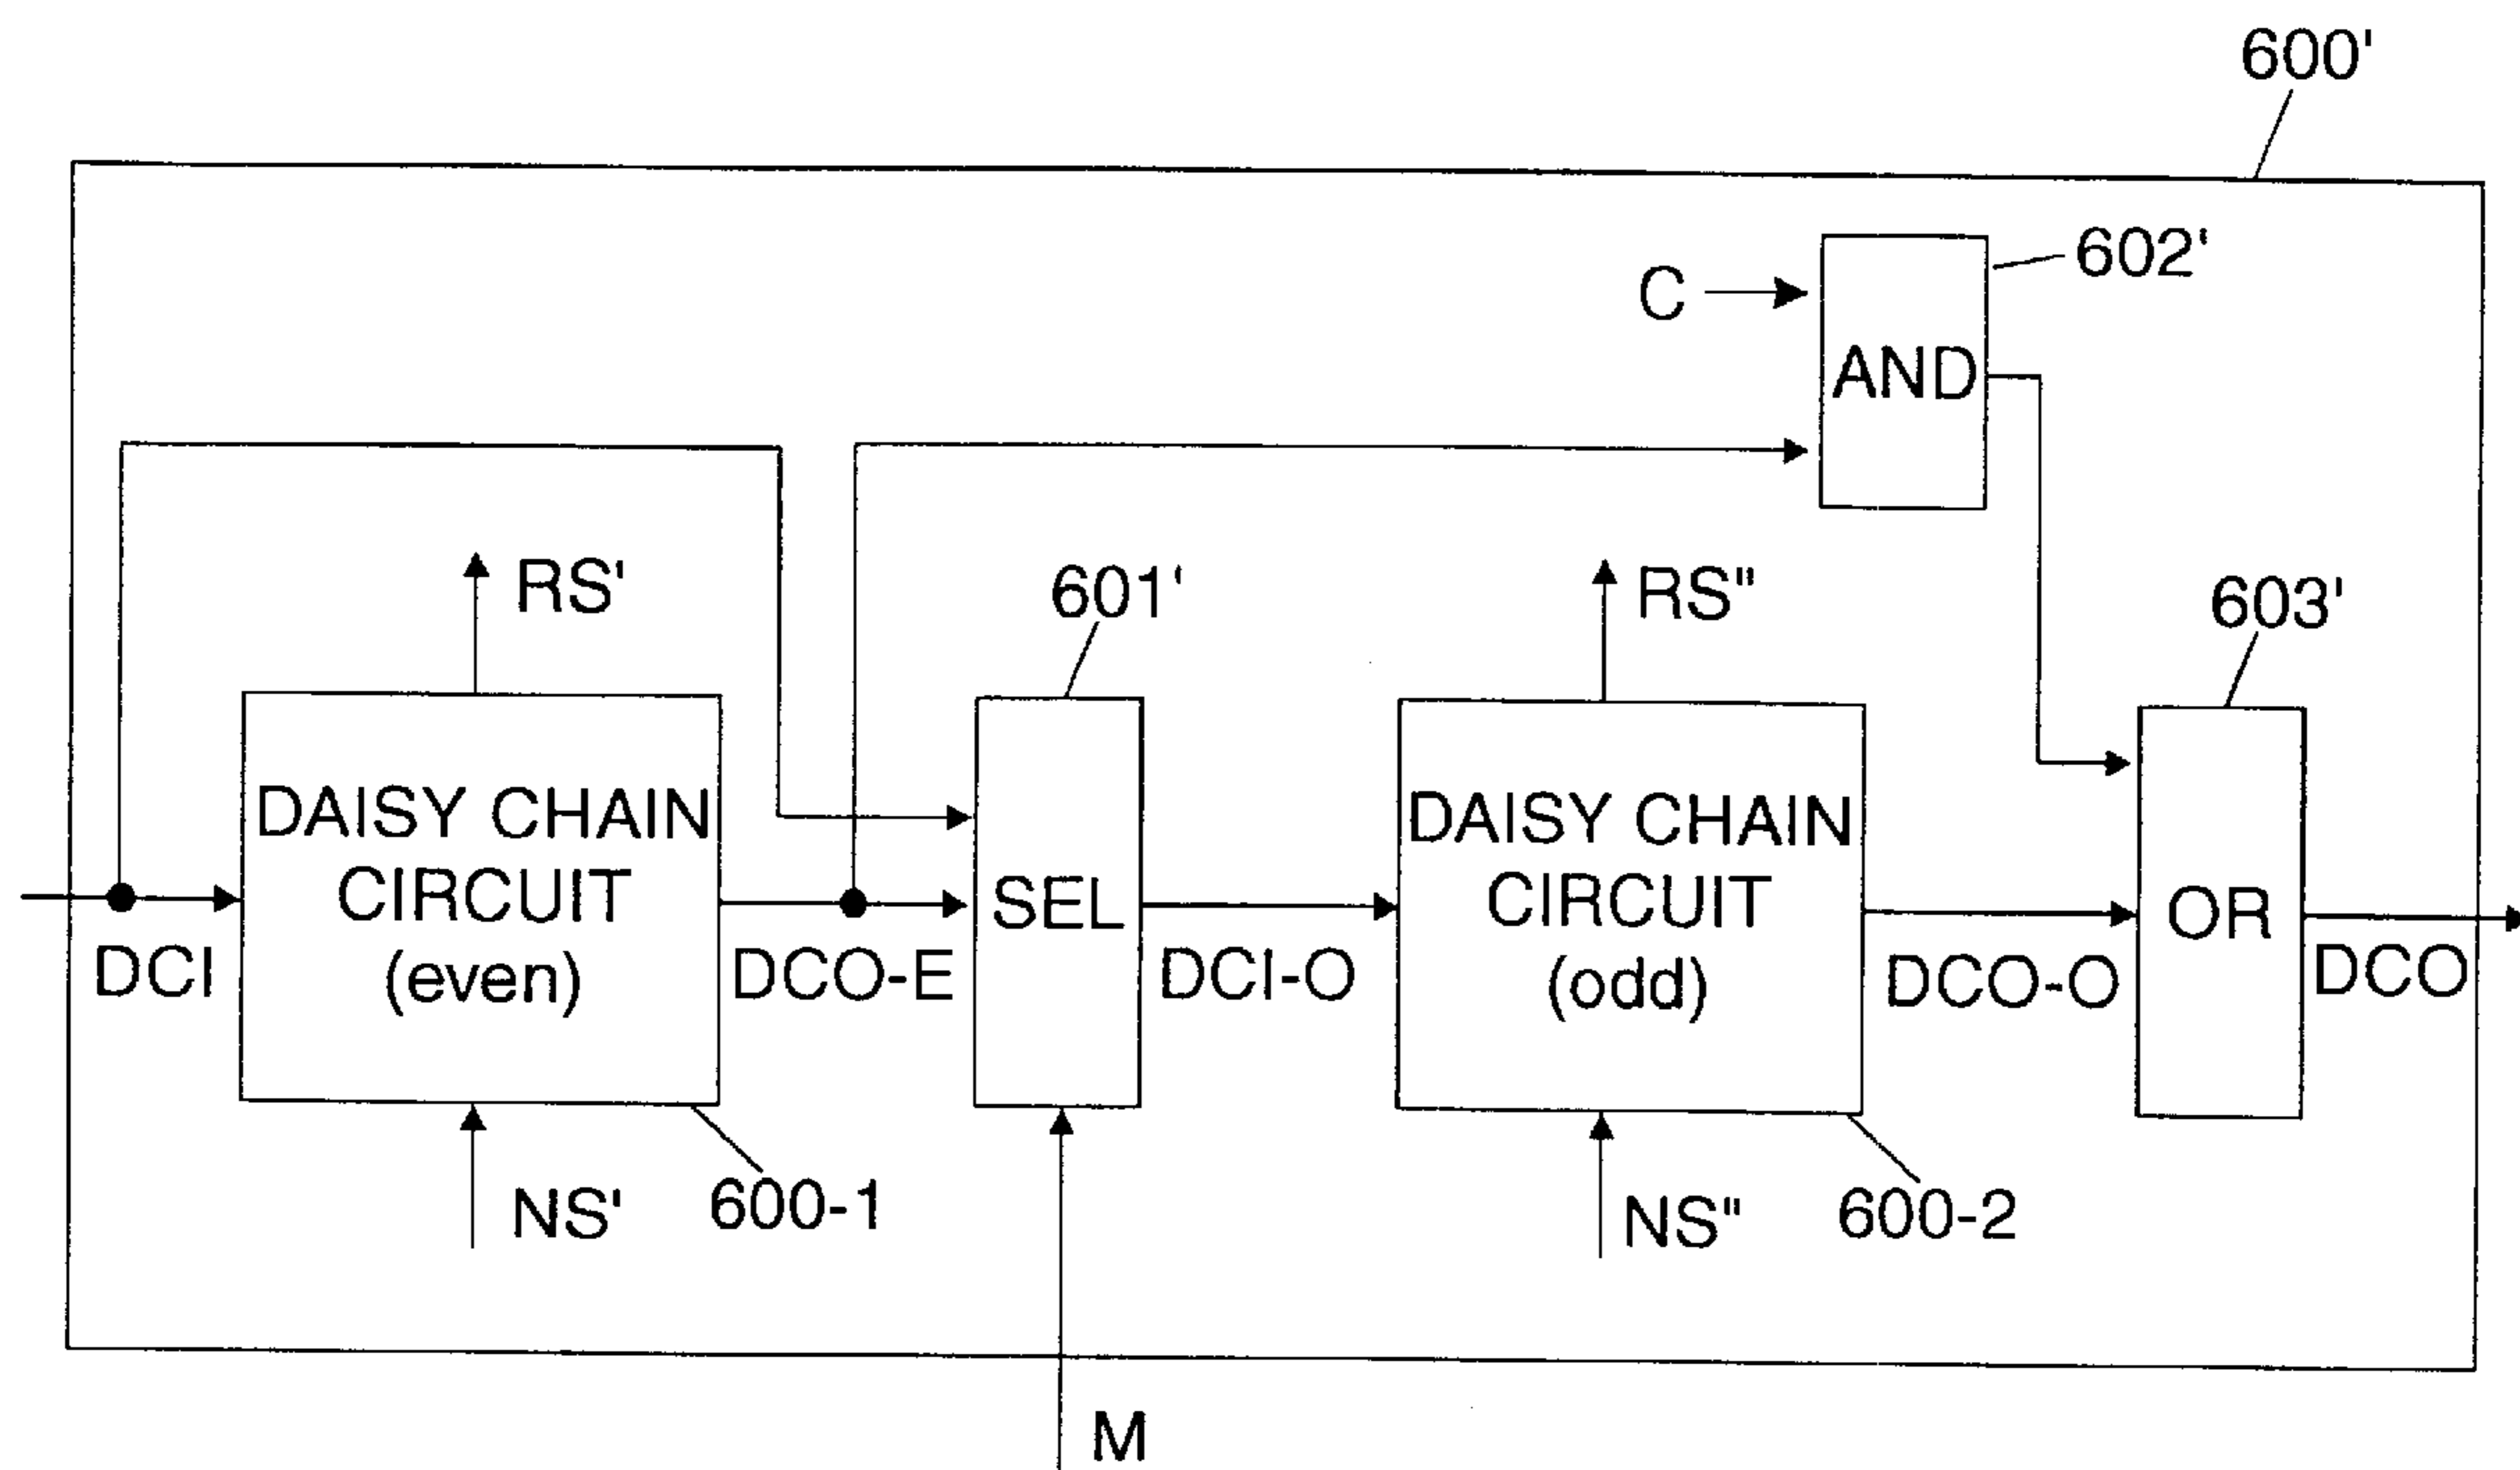 600'
602'
C
AND
RS'
601'
RS"
603'
DAISY CHAIN
CIRCUIT
(even)
SEL
DAISY CHAIN
CIRCUIT
(odd)
OR
DCI
DCO-E
DCI-O
DCO-O
DCO
NS'
600-1
NS"
600-2
M